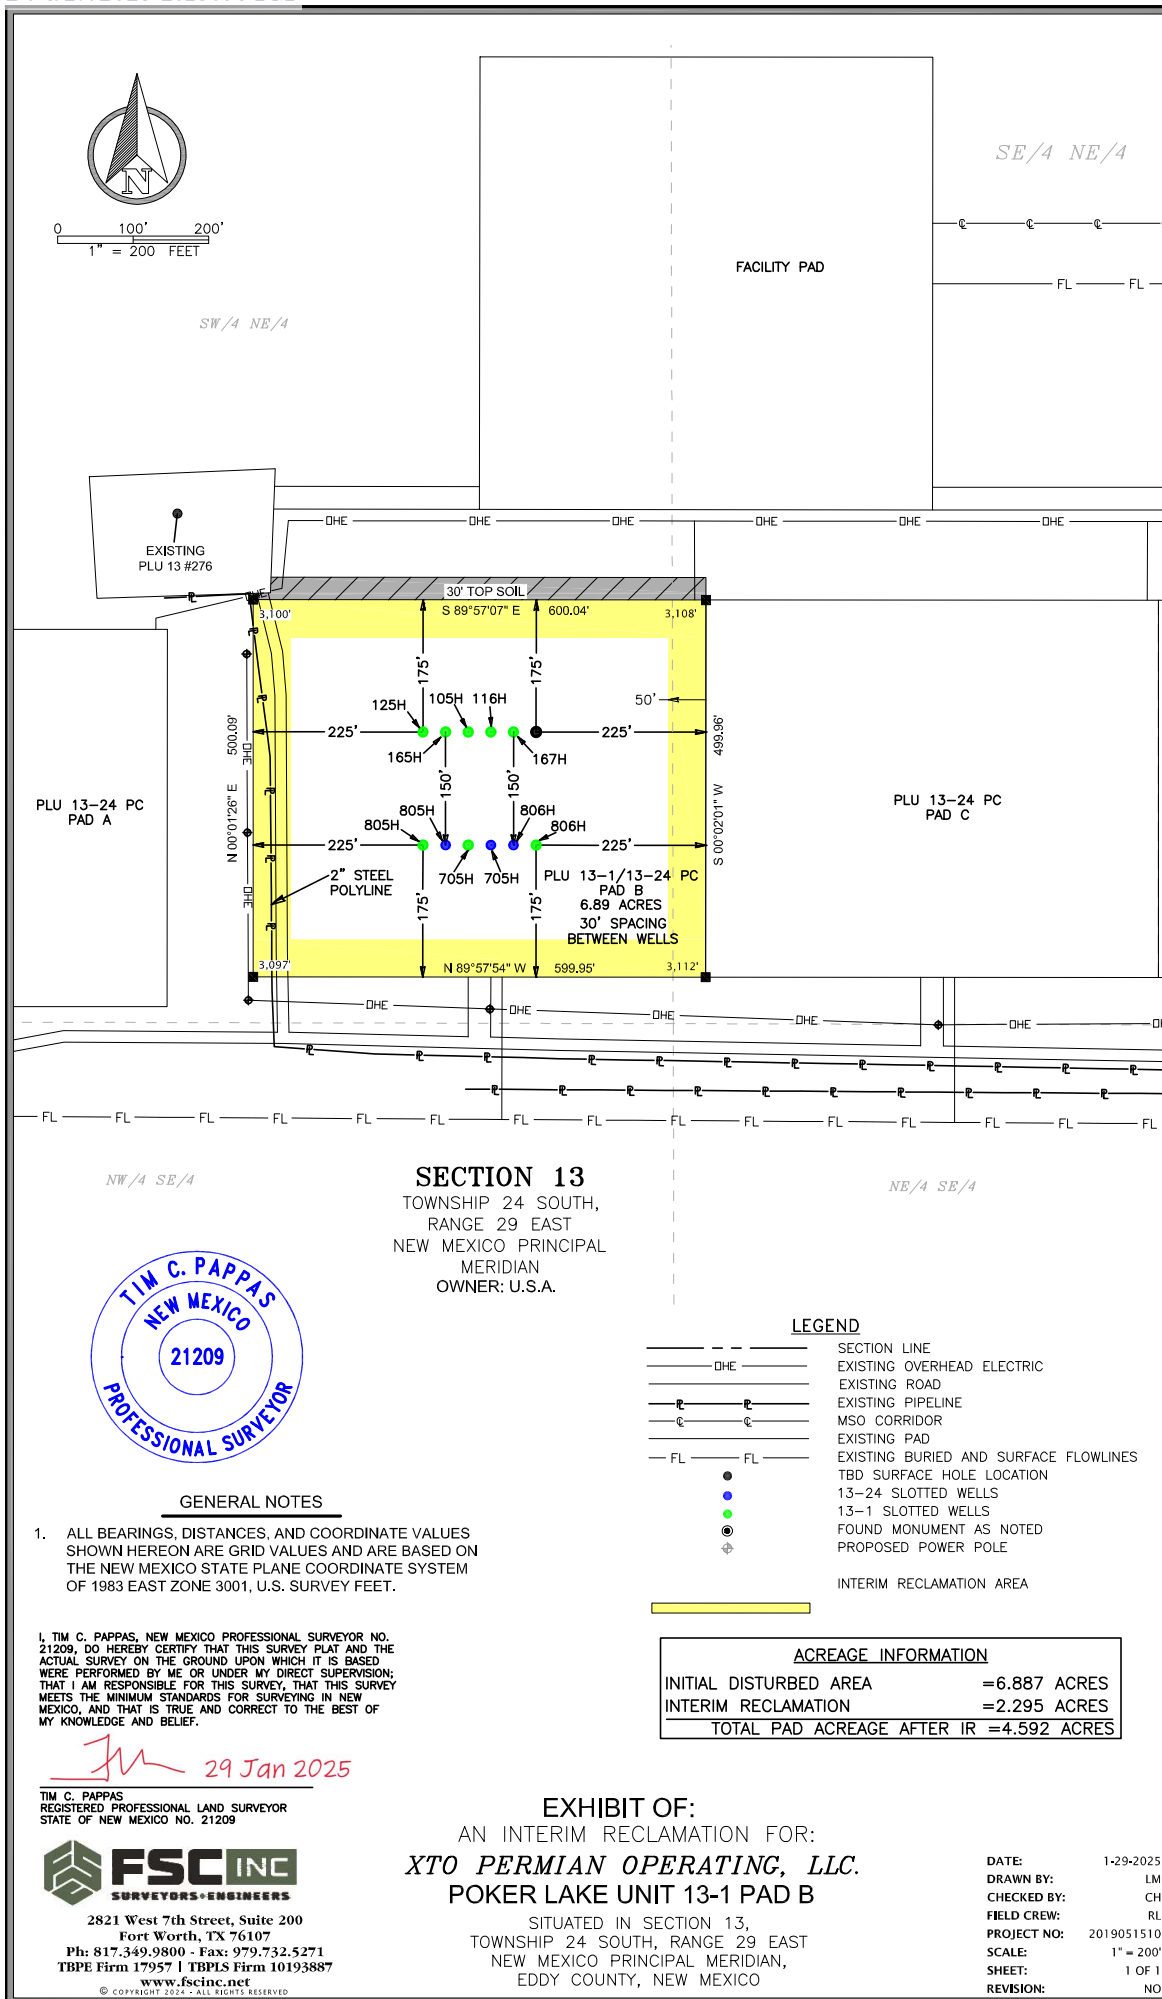 N
0 100' 200'
1" = 200 FEET
SE/4 NE/4
FACILITY PAD
FL FL
SW/4 NE/4
EXISTING
PLU 13 #276
OHE OHE OHE OHE OHE OHE
OHE
30' TOP SOIL
S 89°57'07" E 600.04'
3,100'
3,108'
175' 175'
50'
125H 105H 116H
225' 225'
165H 167H
N 00°01'26" E 500.09'
S 00°02'01" W 499.96'
OHE
150' 150'
PLU 13-24 PC
PAD A
PLU 13-24 PC
PAD C
805H 806H
805H 806H
225' 225'
705H 705H
2" STEEL
POLYLINE
PLU 13-1/13-24 PC
PAD B
6.89 ACRES
30' SPACING
BETWEEN WELLS
175' 175'
OHE
3,097'
N 89°57'54" W 599.95'
3,112'
OHE OHE OHE OHE OHE
FL FL FL FL FL FL FL FL FL FL FL FL FL FL FL
NW/4 SE/4
NE/4 SE/4
SECTION 13
TOWNSHIP 24 SOUTH,
RANGE 29 EAST
NEW MEXICO PRINCIPAL
MERIDIAN
OWNER: U.S.A.
TIM C. PAPPAS
NEW MEXICO
21209
PROFESSIONAL SURVEYOR
LEGEND
SECTION LINE
OHE EXISTING OVERHEAD ELECTRIC
EXISTING ROAD
EXISTING PIPELINE
MSO CORRIDOR
EXISTING PAD
FL FL EXISTING BURIED AND SURFACE FLOWLINES
TBD SURFACE HOLE LOCATION
13-24 SLOTTED WELLS
13-1 SLOTTED WELLS
FOUND MONUMENT AS NOTED
PROPOSED POWER POLE
INTERIM RECLAMATION AREA
GENERAL NOTES
1. ALL BEARINGS, DISTANCES, AND COORDINATE VALUES
SHOWN HEREON ARE GRID VALUES AND ARE BASED ON
THE NEW MEXICO STATE PLANE COORDINATE SYSTEM
OF 1983 EAST ZONE 3001, U.S. SURVEY FEET.
I, TIM C. PAPPAS, NEW MEXICO PROFESSIONAL SURVEYOR NO.
21209, DO HEREBY CERTIFY THAT THIS SURVEY PLAT AND THE
ACTUAL SURVEY ON THE GROUND UPON WHICH IT IS BASED
WERE PERFORMED BY ME OR UNDER MY DIRECT SUPERVISION;
THAT I AM RESPONSIBLE FOR THIS SURVEY, THAT THIS SURVEY
MEETS THE MINIMUM STANDARDS FOR SURVEYING IN NEW
MEXICO, AND THAT IS TRUE AND CORRECT TO THE BEST OF
MY KNOWLEDGE AND BELIEF.
29 Jan 2025
TIM C. PAPPAS
REGISTERED PROFESSIONAL LAND SURVEYOR
STATE OF NEW MEXICO NO. 21209
ACREAGE INFORMATION
INITIAL DISTURBED AREA =6.887 ACRES
INTERIM RECLAMATION =2.295 ACRES
TOTAL PAD ACREAGE AFTER IR =4.592 ACRES
FSC INC
SURVEYORS+ENGINEERS
2821 West 7th Street, Suite 200
Fort Worth, TX 76107
Ph: 817.349.9800 - Fax: 979.732.5271
TBPE Firm 17957 | TBPLS Firm 10193887
www.fscinc.net
© COPYRIGHT 2024 - ALL RIGHTS RESERVED
EXHIBIT OF:
AN INTERIM RECLAMATION FOR:
XTO PERMIAN OPERATING, LLC.
POKER LAKE UNIT 13-1 PAD B
SITUATED IN SECTION 13,
TOWNSHIP 24 SOUTH, RANGE 29 EAST
NEW MEXICO PRINCIPAL MERIDIAN,
EDDY COUNTY, NEW MEXICO
DATE: 1-29-2025
DRAWN BY: LM
CHECKED BY: CH
FIELD CREW: RL
PROJECT NO: 2019051510
SCALE: 1" = 200'
SHEET: 1 OF 1
REVISION: NO